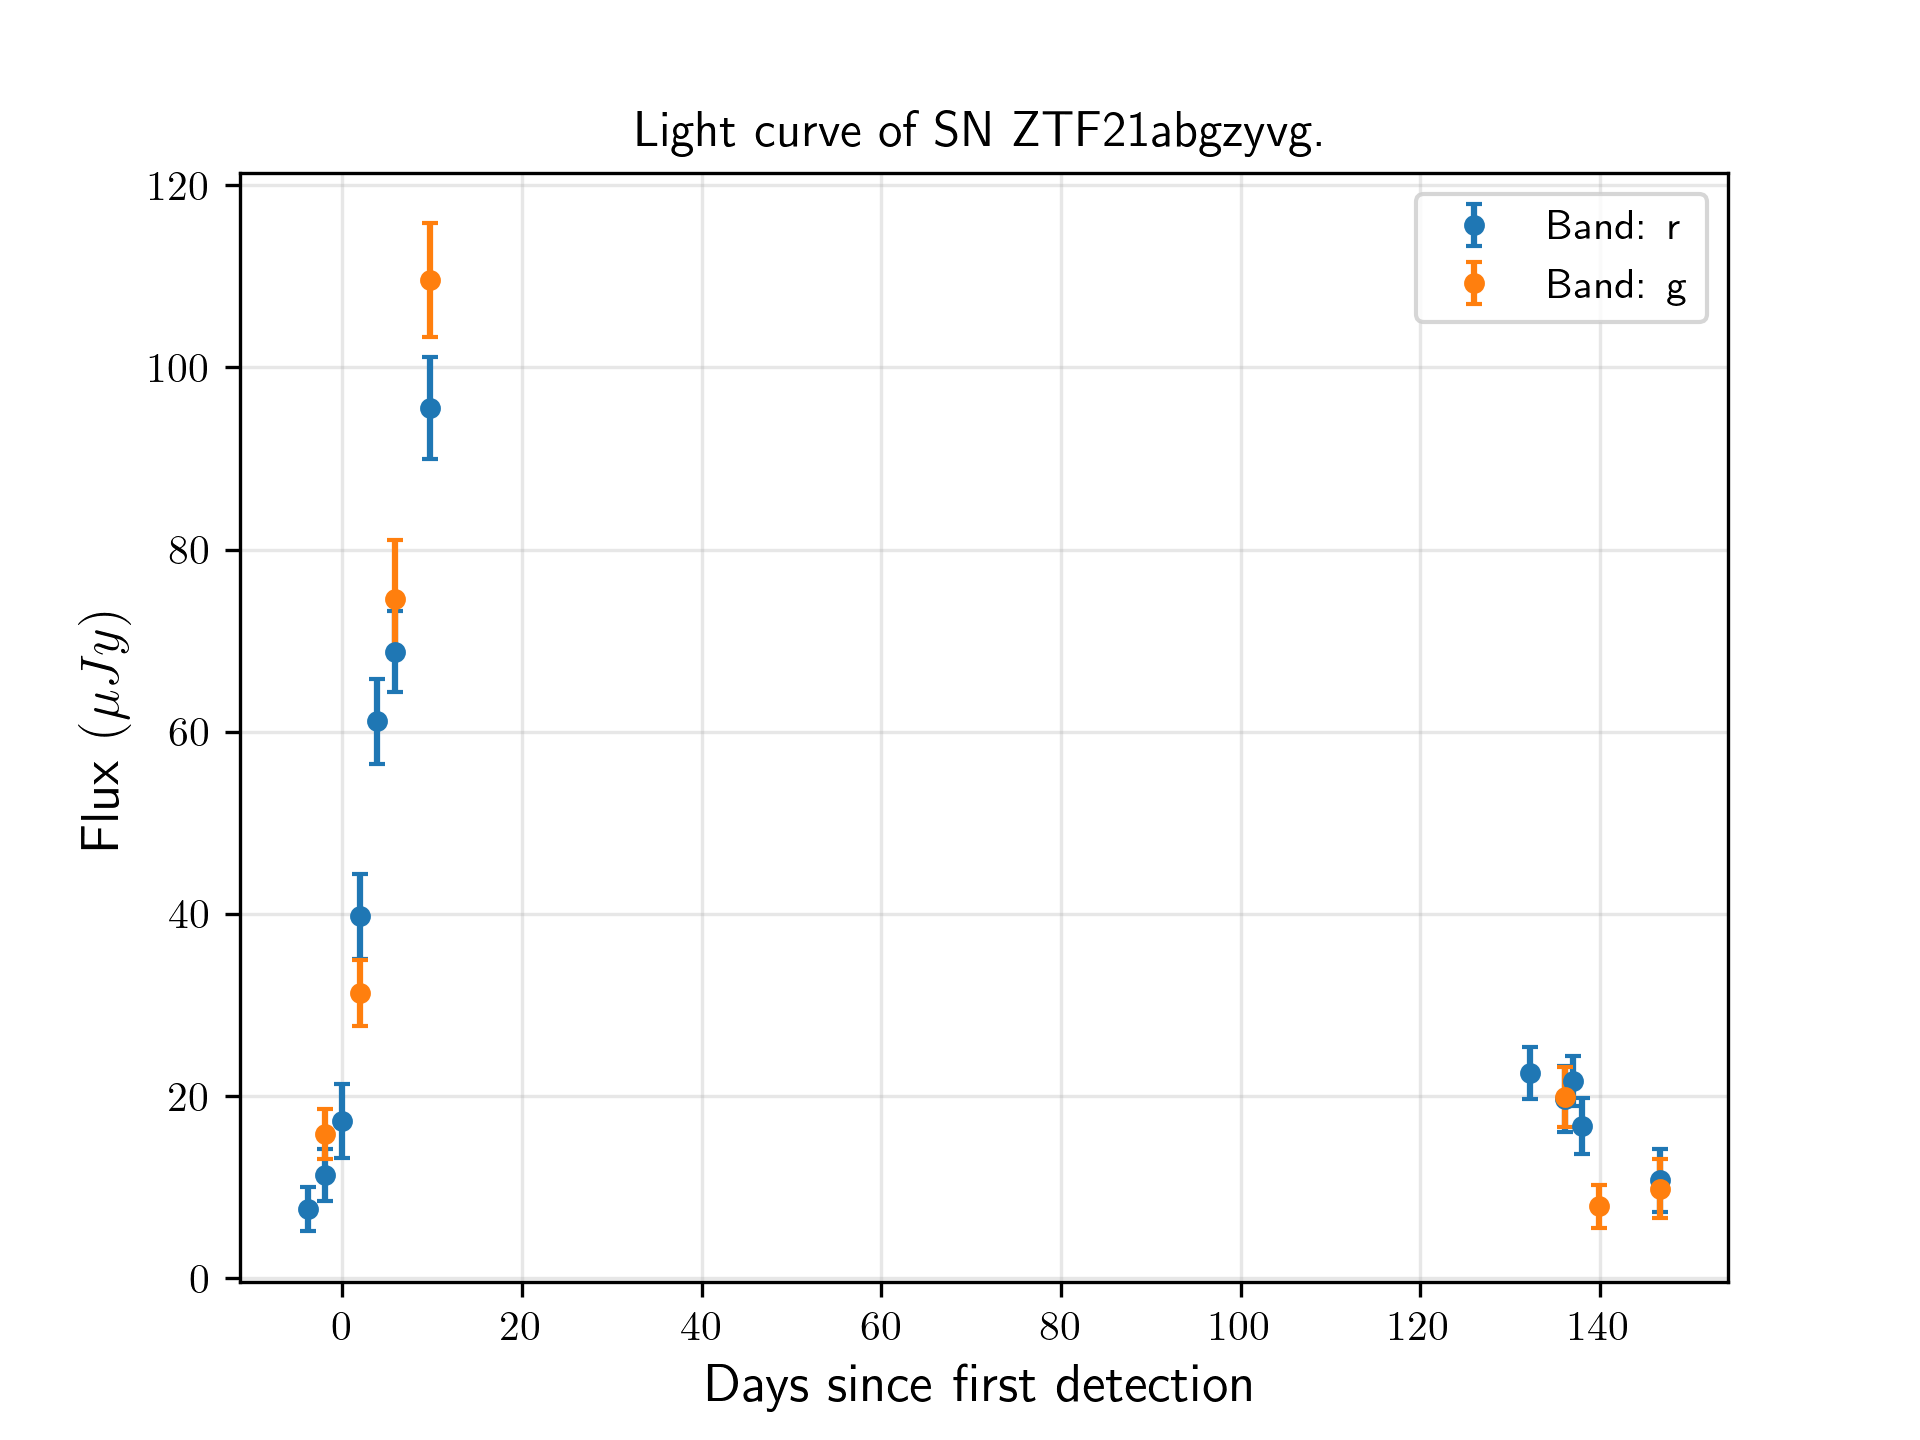 Light curve of SN ZTF21abgzyvg.
120
100
80
60
40
20
0
Flux (μJy)
Band: r
Band: g
0 20 40 60 80 100 120 140
Days since first detection